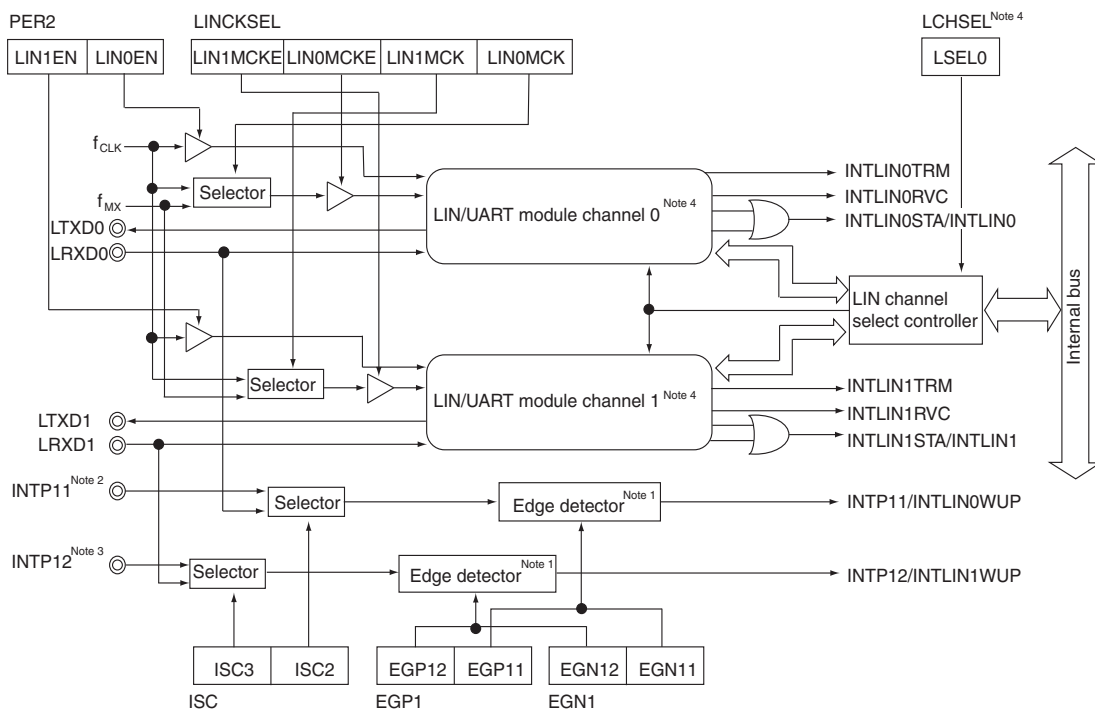 PER2
LINCKSEL
LCHSEL Note 4
LIN1EN LIN0EN
LIN1MCKE LIN0MCKE LIN1MCK LIN0MCK
LSEL0
fCLK
fMX
Selector
LTXD0
LRXD0
LIN/UART module channel 0 Note 4
INTLIN0TRM
INTLIN0RVC
INTLIN0STA/INTLIN0
LIN channel
select controller
Internal bus
Selector
LTXD1
LRXD1
LIN/UART module channel 1 Note 4
INTLIN1TRM
INTLIN1RVC
INTLIN1STA/INTLIN1
INTP11 Note 2
Selector
Edge detector Note 1
INTP11/INTLIN0WUP
INTP12 Note 3
Selector
Edge detector Note 1
INTP12/INTLIN1WUP
ISC3 ISC2
EGP12 EGP11
EGN12 EGN11
ISC
EGP1
EGN1